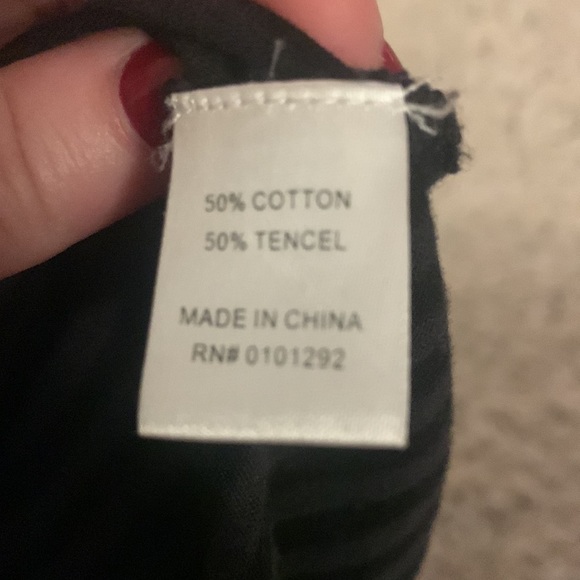 50% COTTON
50% TENCEL
MADE IN CHINA
RN# 0101292